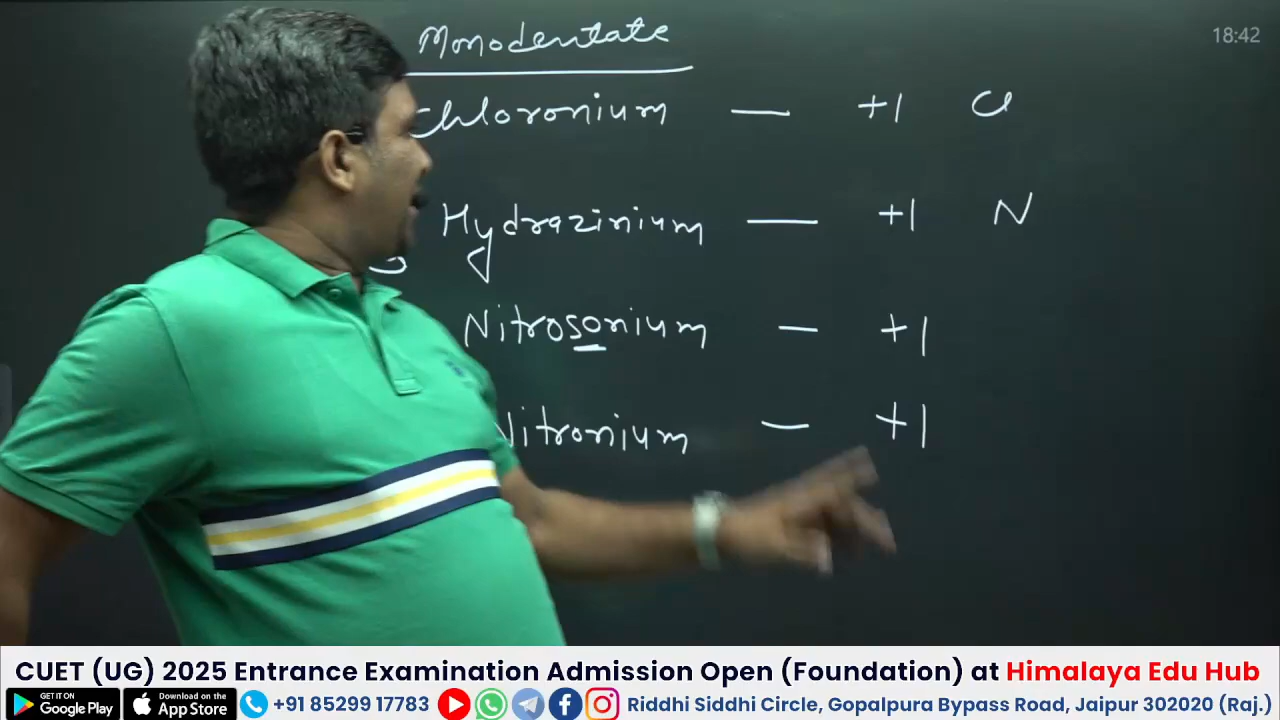 Monodentate
18:42
Chloronium — +1 Cl
Hydrazinium — +1 N
Nitrosonium — +1
Nitronium — +1
CUET (UG) 2025 Entrance Examination Admission Open (Foundation) at Himalaya Edu Hub
GET IT ON Google Play Download on the App Store +91 85299 17783 Riddhi Siddhi Circle, Gopalpura Bypass Road, Jaipur 302020 (Raj.)